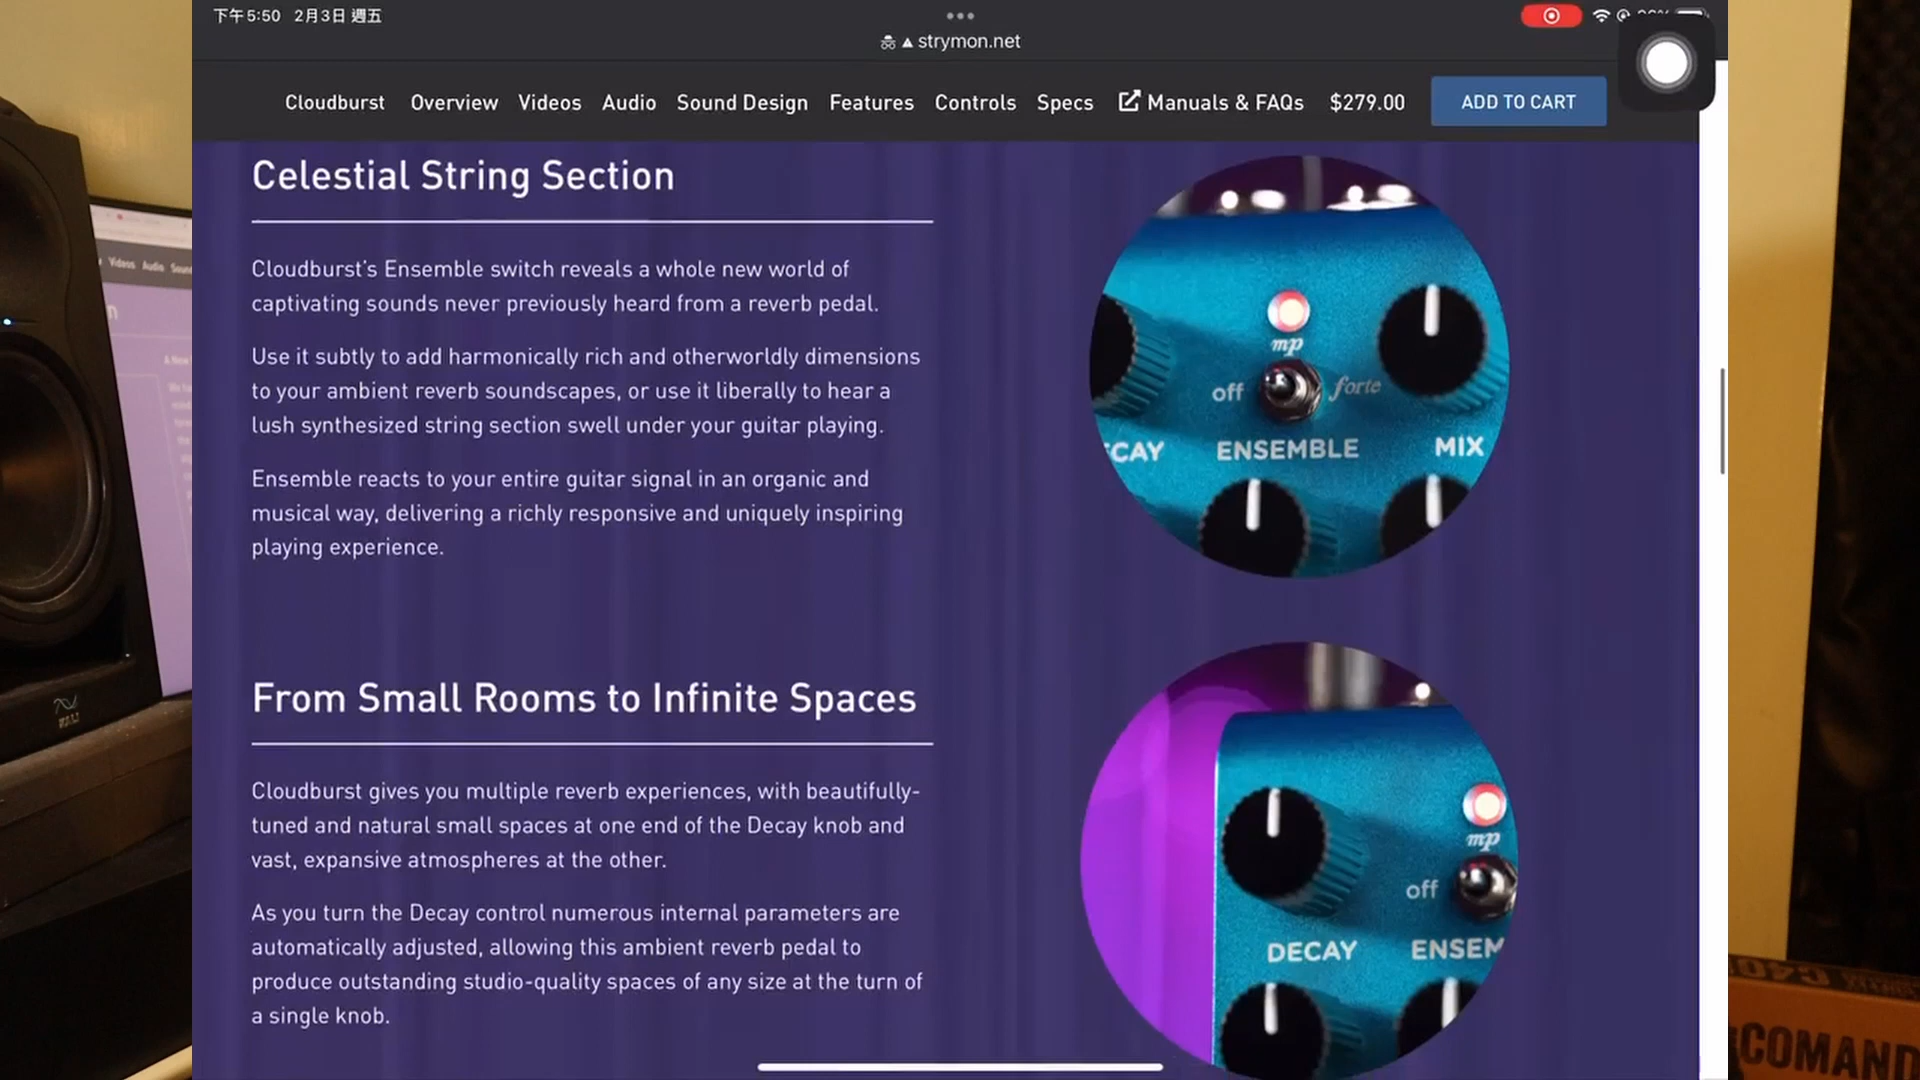 下午5:50 2月3日 週五
strymon.net
Cloudburst Overview Videos Audio Sound Design Features Controls Specs Manuals & FAQs $279.00 ADD TO CART
Celestial String Section
Cloudburst's Ensemble switch reveals a whole new world of
captivating sounds never previously heard from a reverb pedal.
Use it subtly to add harmonically rich and otherworldly dimensions
to your ambient reverb soundscapes, or use it liberally to hear a
lush synthesized string section swell under your guitar playing.
Ensemble reacts to your entire guitar signal in an organic and
musical way, delivering a richly responsive and uniquely inspiring
playing experience.
mp
off forte
CAY ENSEMBLE MIX
From Small Rooms to Infinite Spaces
Cloudburst gives you multiple reverb experiences, with beautifully-
tuned and natural small spaces at one end of the Decay knob and
vast, expansive atmospheres at the other.
As you turn the Decay control numerous internal parameters are
automatically adjusted, allowing this ambient reverb pedal to
produce outstanding studio-quality spaces of any size at the turn of
a single knob.
mp
off
DECAY ENSEM
Videos Audio
COMAND